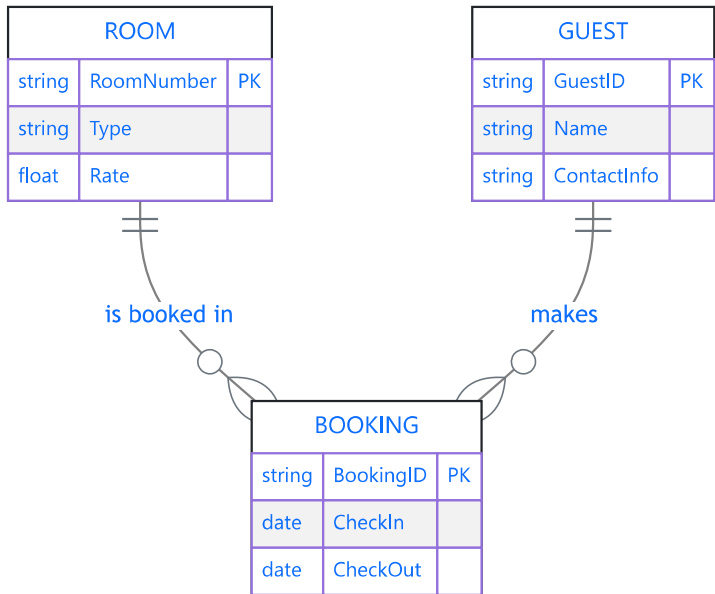 ROOM
string RoomNumber PK
string Type
float Rate
GUEST
string GuestID PK
string Name
string ContactInfo
is booked in
makes
BOOKING
string BookingID PK
date CheckIn
date CheckOut